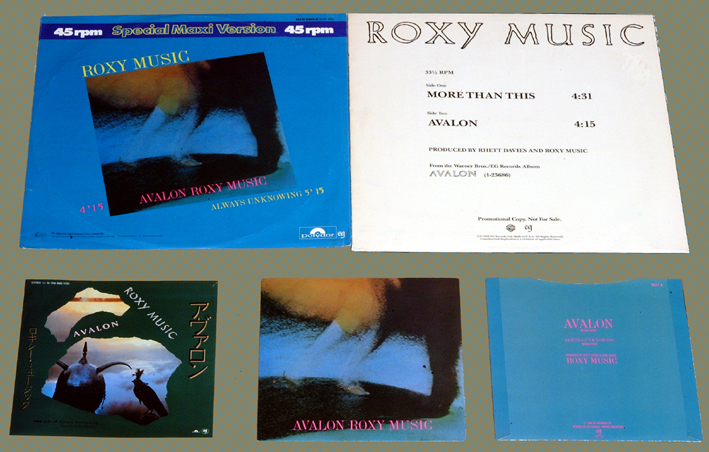 45 rpm Special Maxi Version 45 rpm
ROXY MUSIC
4'15
AVALON ROXY MUSIC
ALWAYS UNKNOWING 5'15
polydor
ROXY MUSIC
33⅓ RPM
Side One
MORE THAN THIS 4:31
Side Two
AVALON 4:15
PRODUCED BY RHETT DAVIES AND ROXY MUSIC
From the Warner Bros./EG Records Album
AVALON (1-23686)
Promotional Copy. Not For Sale.
ROXY MUSIC
AVALON
アヴァロン
ロキシー・ミュージック
AVALON ROXY MUSIC
AVALON
ROXY MUSIC